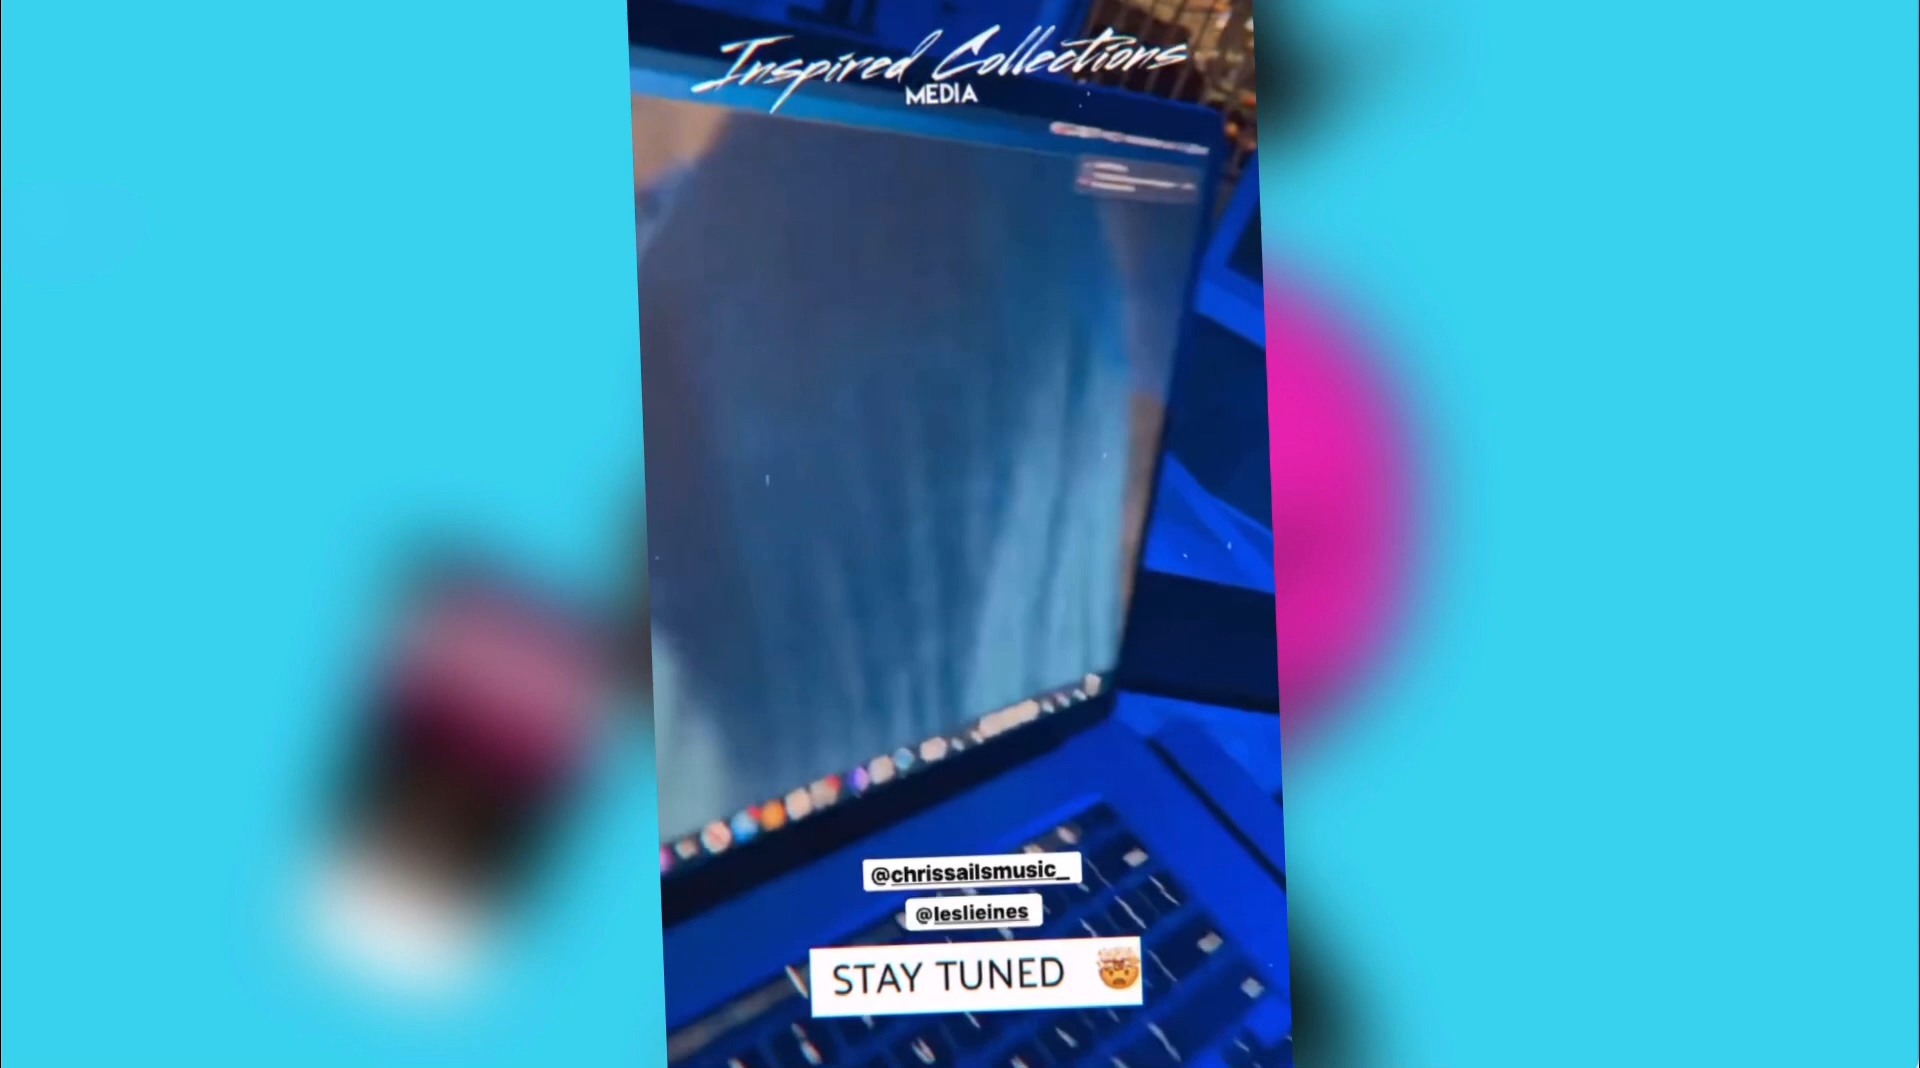 Inspired Collections
MEDIA
@chrissailsmusic_
@leslieines
STAY TUNED 🤯